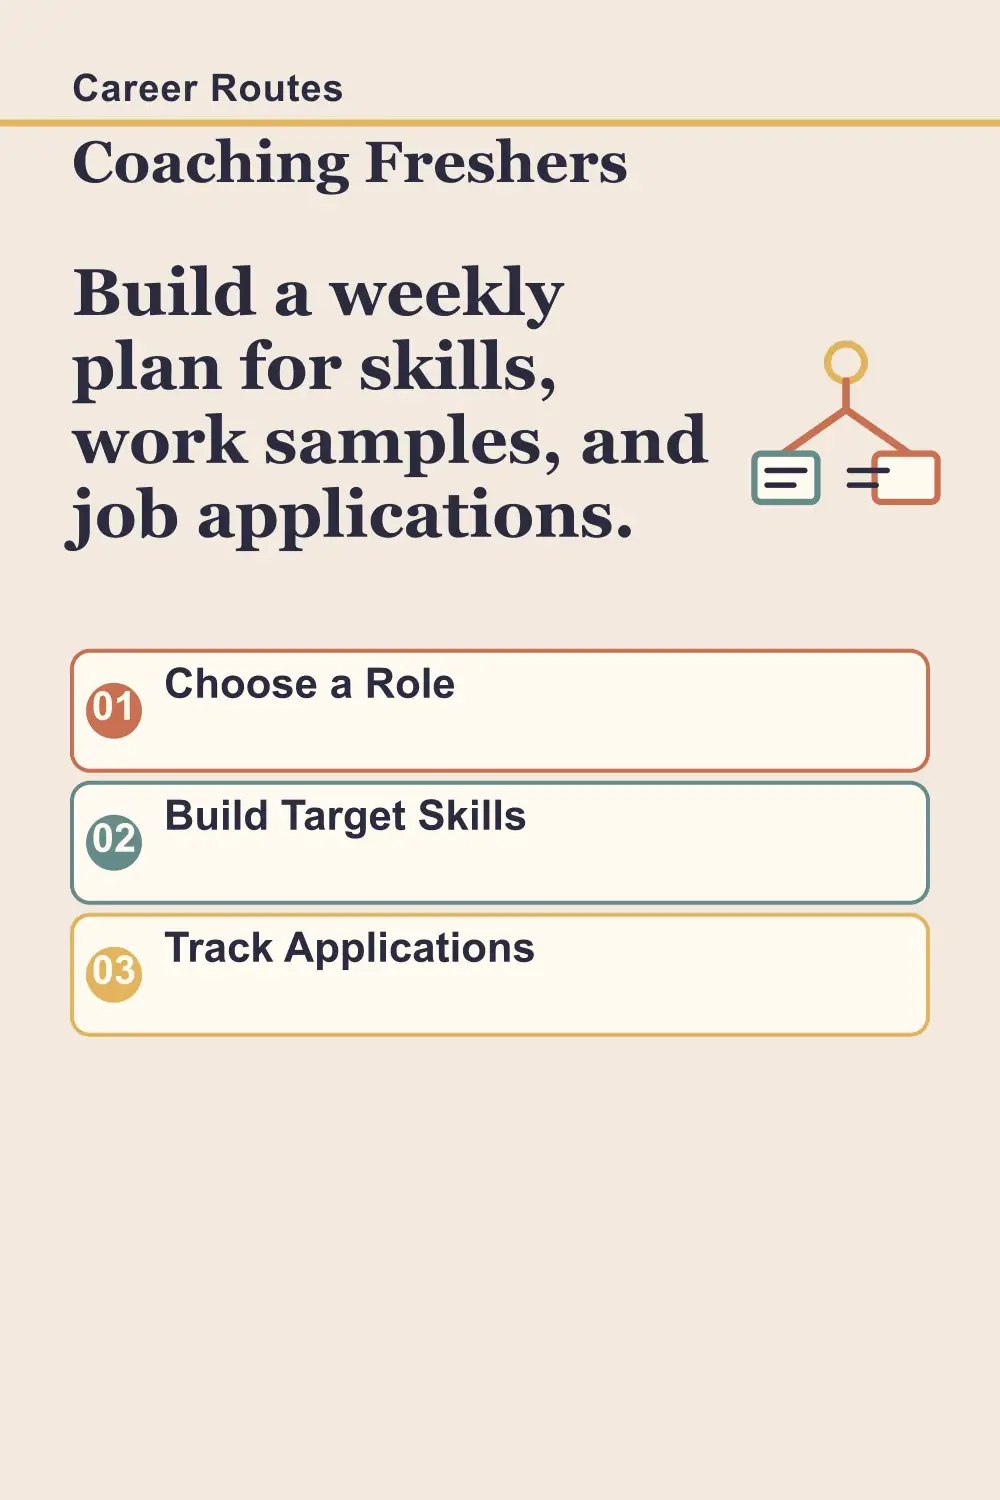 Career Routes
Coaching Freshers
Build a weekly
plan for skills,
work samples, and
job applications.
01
Choose a Role
02
Build Target Skills
03
Track Applications